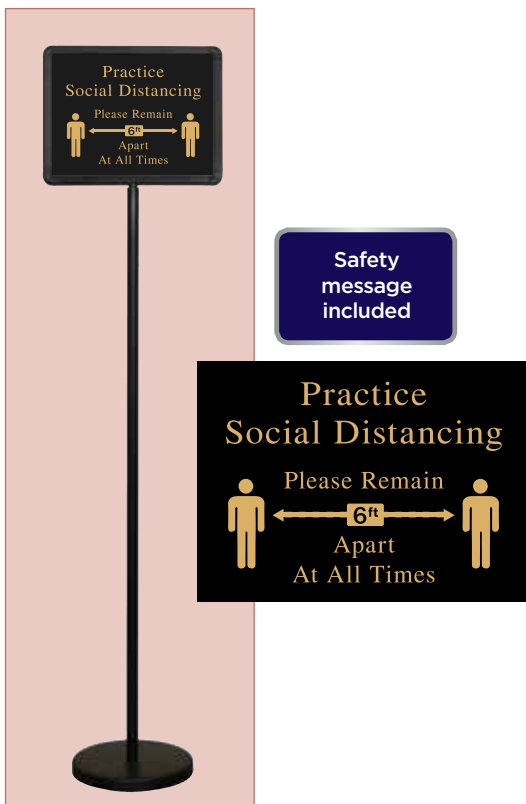 Practice
Social Distancing
Please Remain
6ft
Apart
At All Times
Safety
message
included
Practice
Social Distancing
Please Remain
6ft
Apart
At All Times